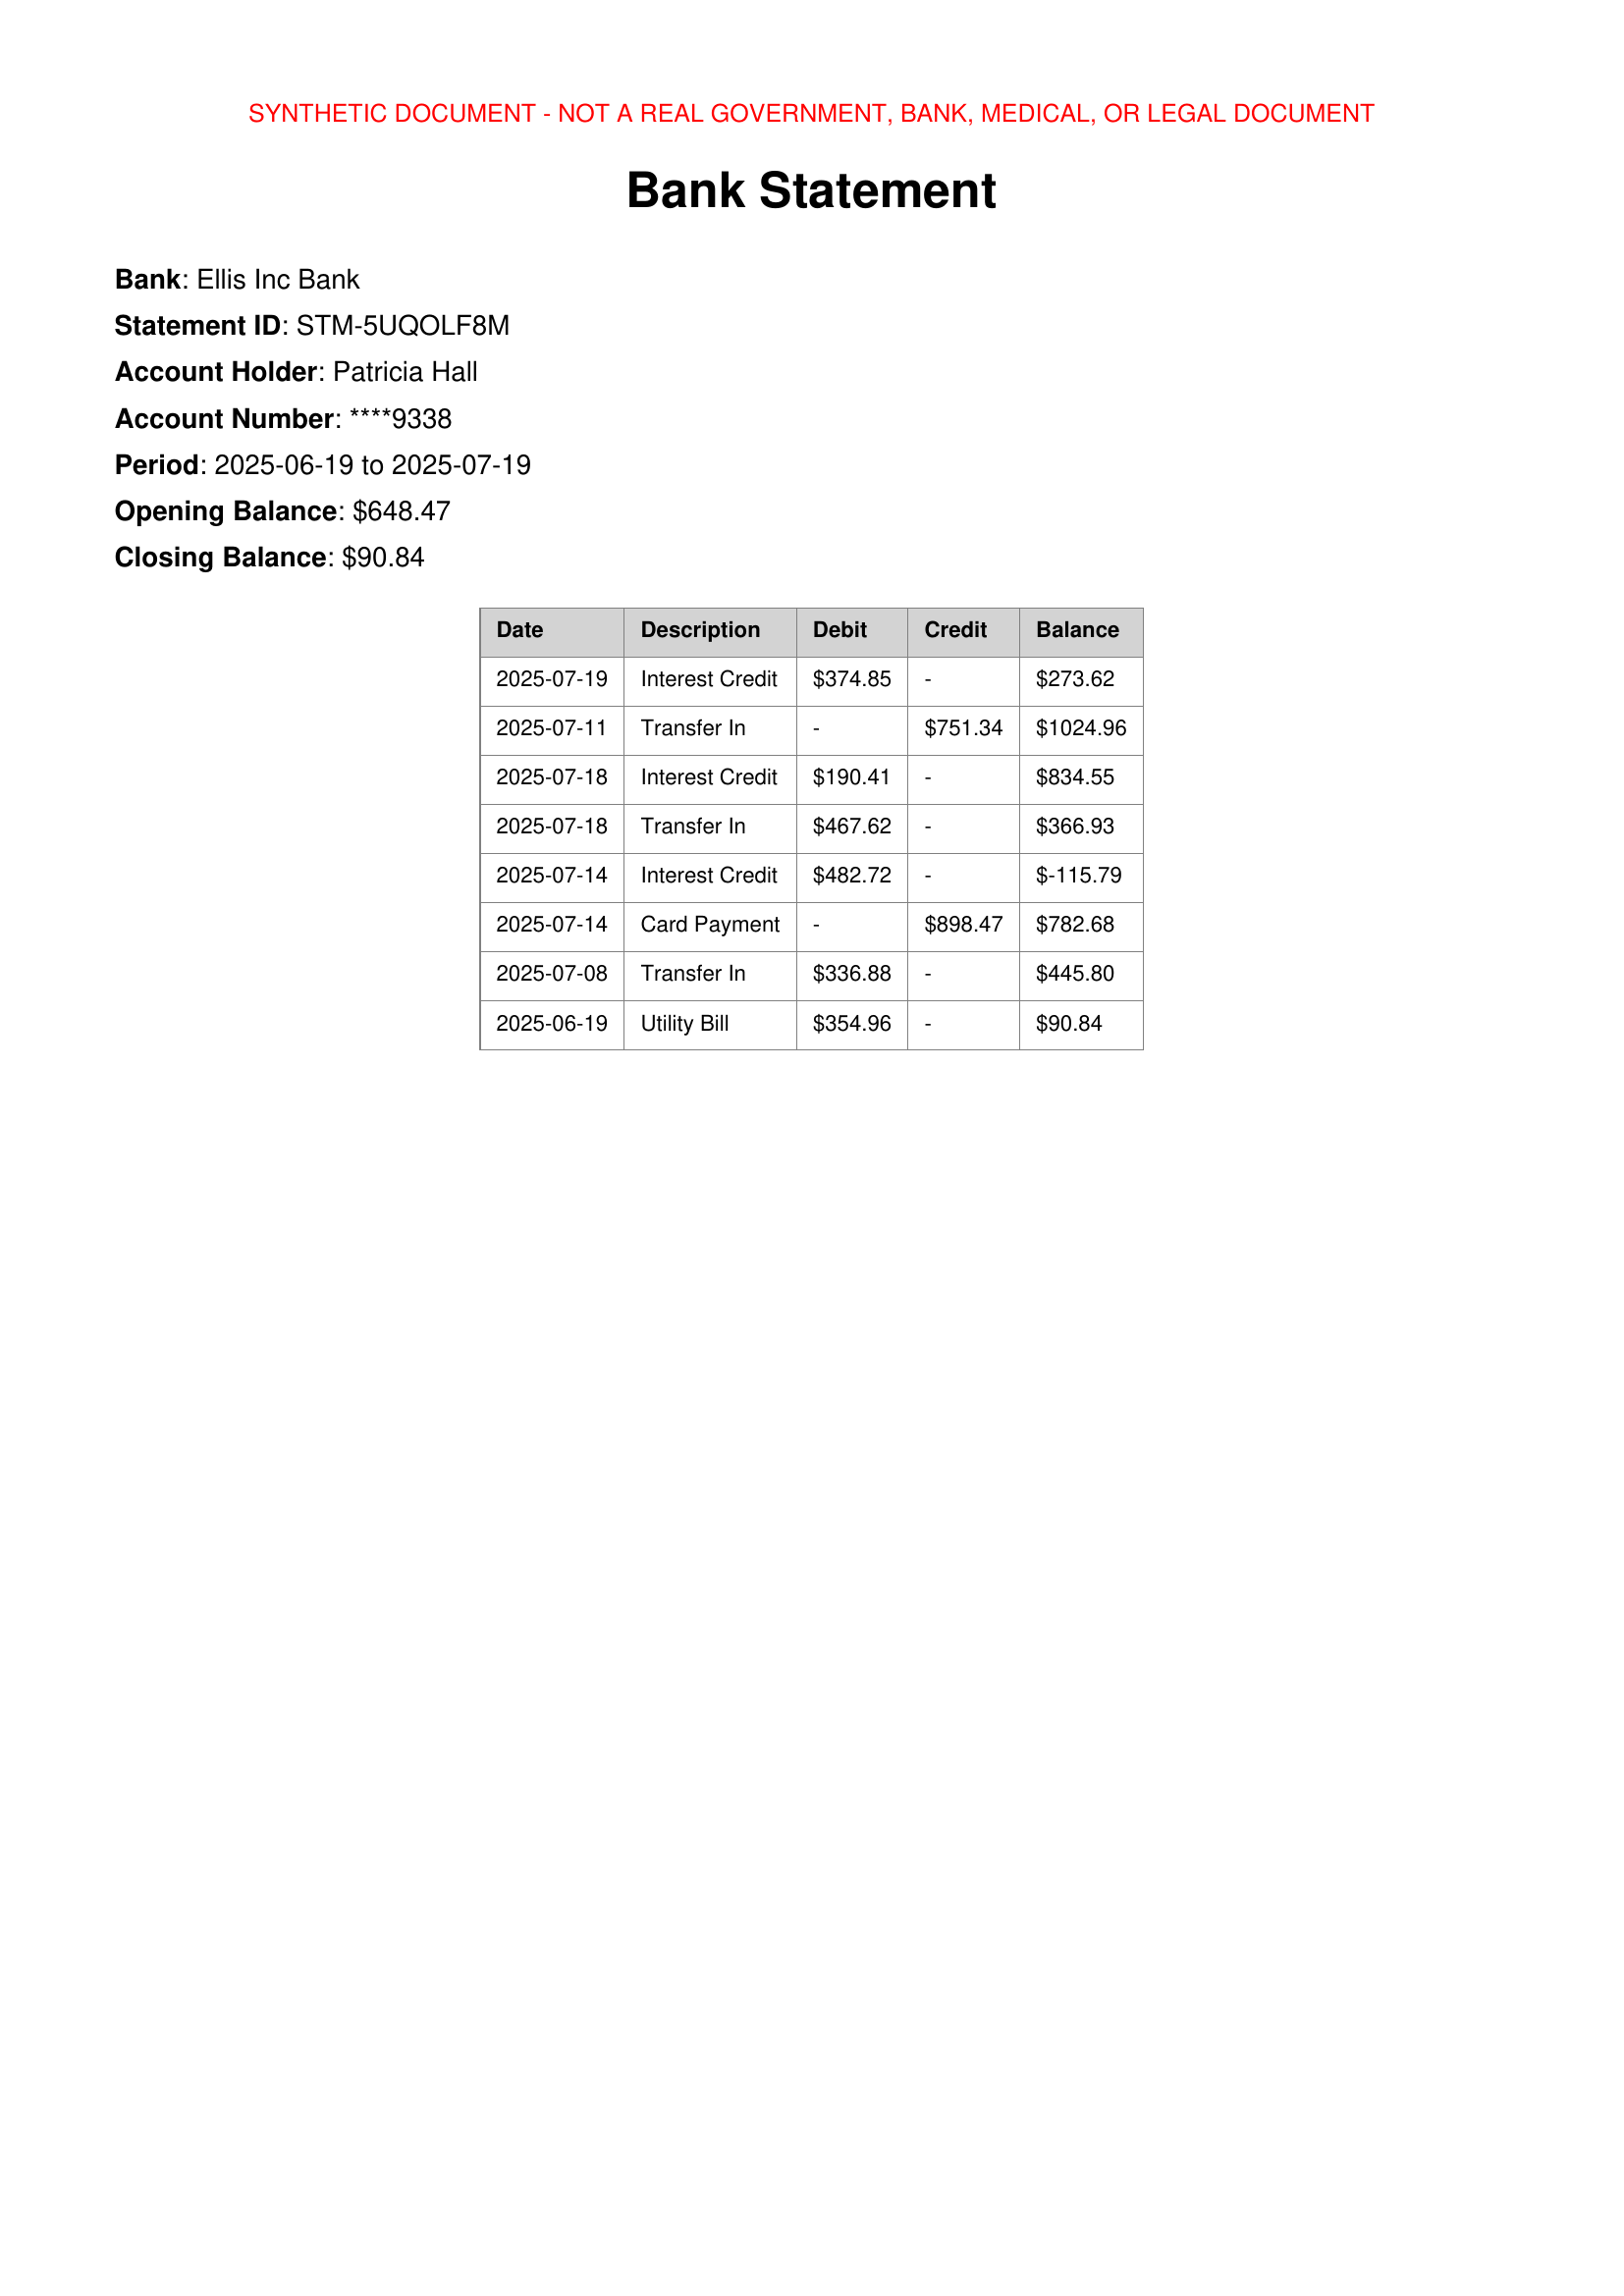 SYNTHETIC DOCUMENT - NOT A REAL GOVERNMENT, BANK, MEDICAL, OR LEGAL DOCUMENT
Bank Statement
Bank: Ellis Inc Bank
Statement ID: STM-5UQOLF8M
Account Holder: Patricia Hall
Account Number: ****9338
Period: 2025-06-19 to 2025-07-19
Opening Balance: $648.47
Closing Balance: $90.84
Date Description Debit Credit Balance
2025-07-19 Interest Credit $374.85 - $273.62
2025-07-11 Transfer In - $751.34 $1024.96
2025-07-18 Interest Credit $190.41 - $834.55
2025-07-18 Transfer In $467.62 - $366.93
2025-07-14 Interest Credit $482.72 - $-115.79
2025-07-14 Card Payment - $898.47 $782.68
2025-07-08 Transfer In $336.88 - $445.80
2025-06-19 Utility Bill $354.96 - $90.84